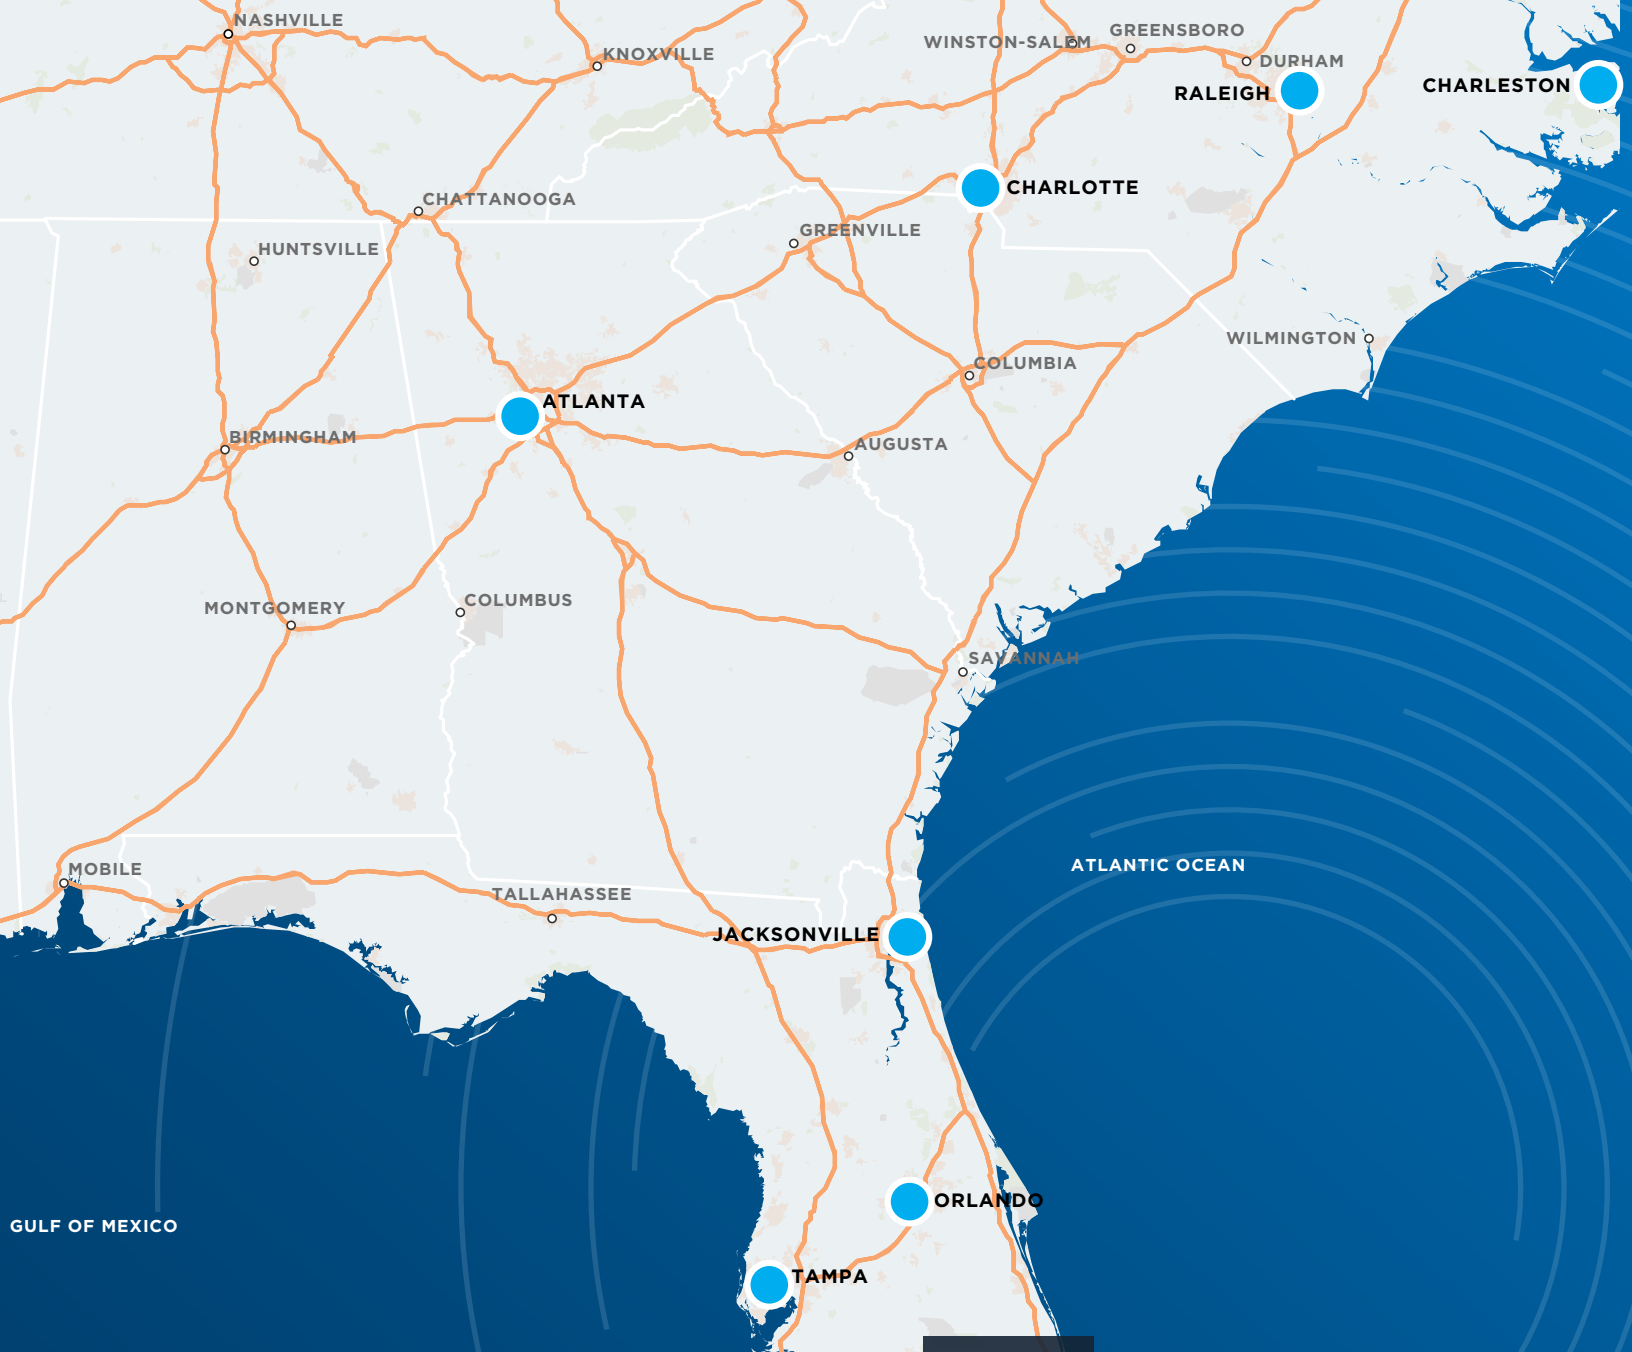 NASHVILLE
GREENSBORO
WINSTON-SALEM
KNOXVILLE
DURHAM
CHARLESTON
RALEIGH
CHARLOTTE
CHATTANOOGA
GREENVILLE
HUNTSVILLE
WILMINGTON
COLUMBIA
ATLANTA
BIRMINGHAM
AUGUSTA
COLUMBUS
MONTGOMERY
SAVANNAH
ATLANTIC OCEAN
MOBILE
TALLAHASSEE
JACKSONVILLE
ORLANDO
GULF OF MEXICO
TAMPA